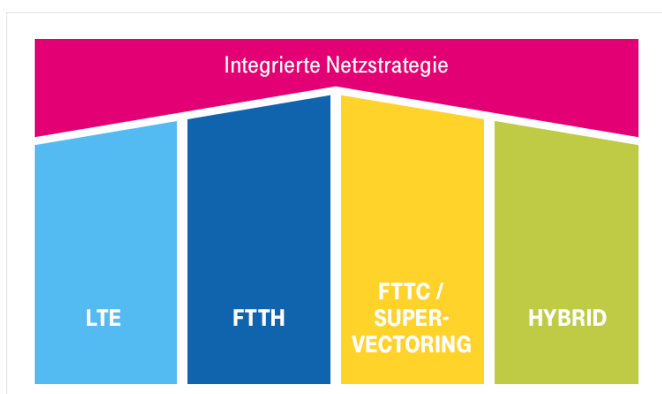 Integrierte Netzstrategie
LTE
FTTH
FTTC /
SUPER-
VECTORING
HYBRID